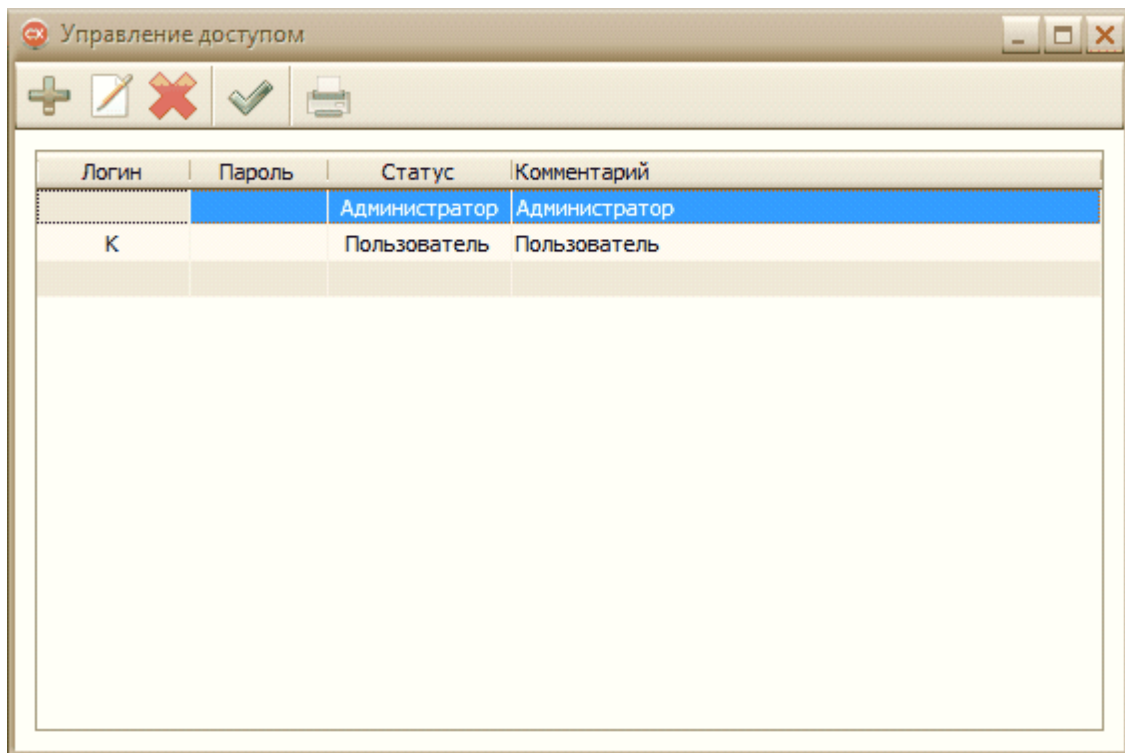 Управление доступом
Логин Пароль Статус Комментарий
Администратор Администратор
К Пользователь Пользователь